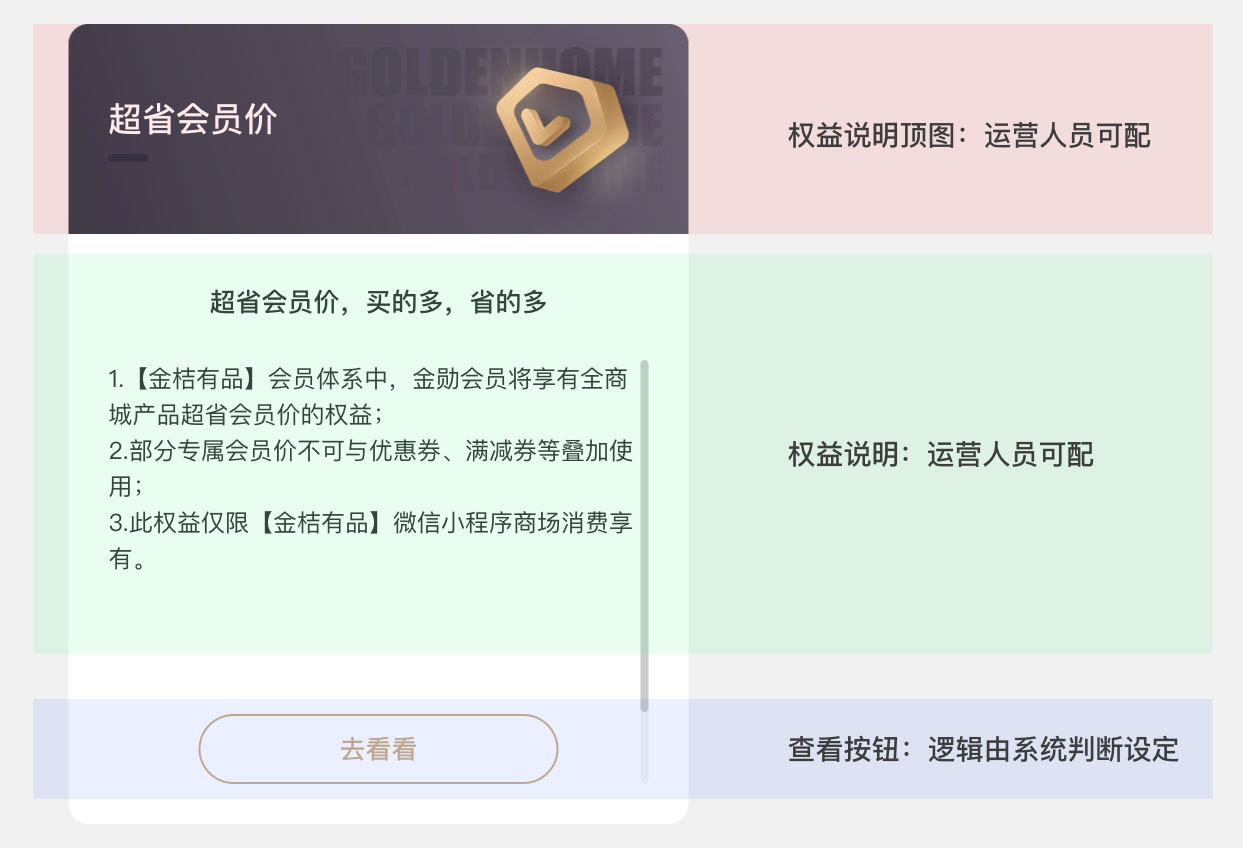 GOLDENHOME
超省会员价
权益说明顶图：运营人员可配
超省会员价，买的多，省的多
1.【金桔有品】会员体系中，金勋会员将享有全商
城产品超省会员价的权益；
2.部分专属会员价不可与优惠券、满减券等叠加使
用；
3.此权益仅限【金桔有品】微信小程序商场消费享
有。
权益说明：运营人员可配
去看看
查看按钮：逻辑由系统判断设定